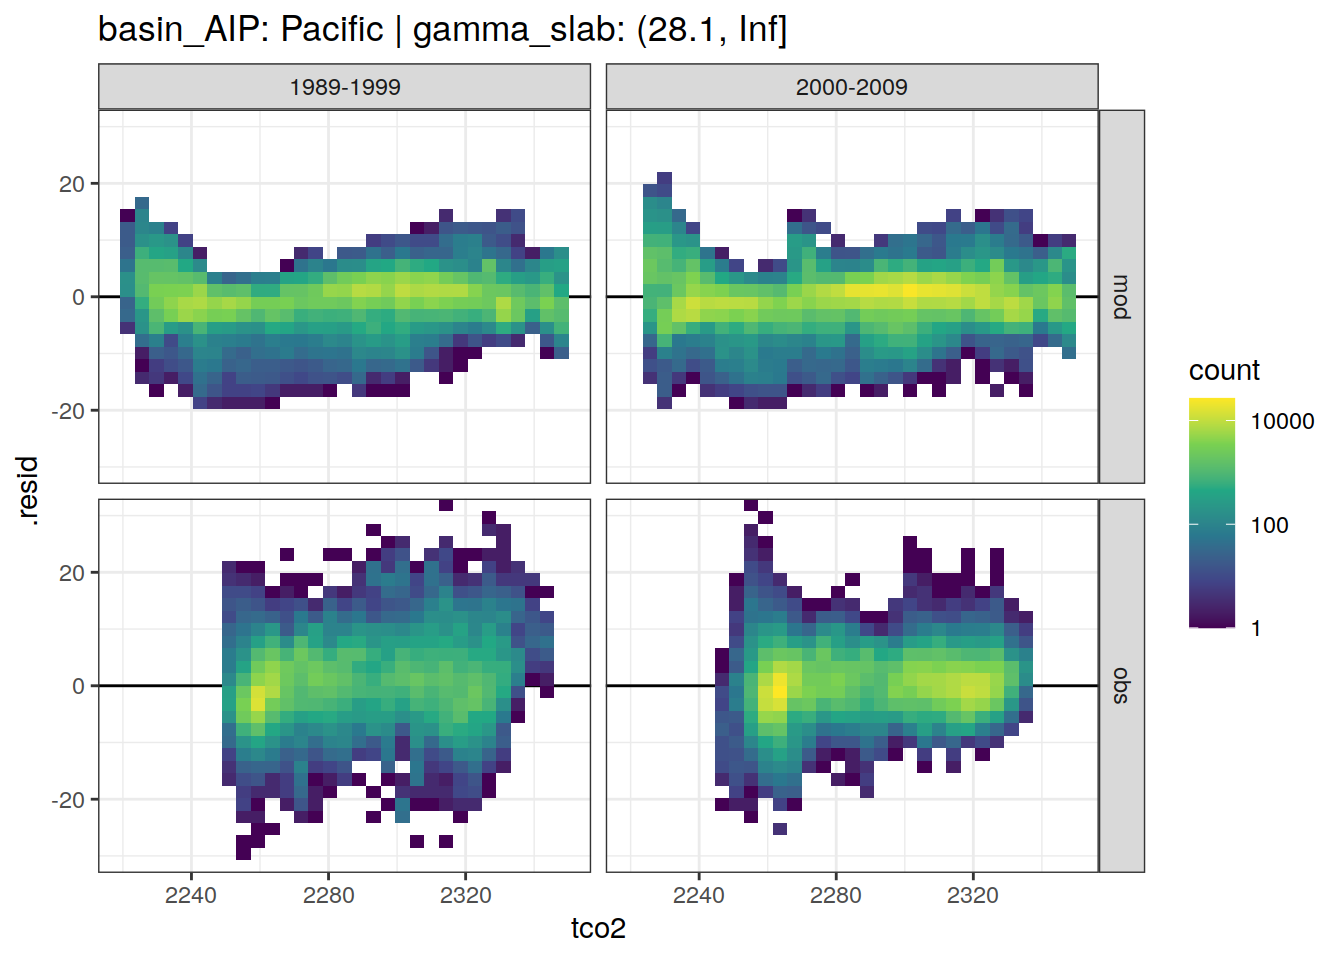 basin_AIP: Pacific | gamma_slab: (28.1, Inf]
1989-1999
2000-2009
20
0
-20
mod
20
0
-20
obs
.resid
2240
2280
2320
2240
2280
2320
tco2
count
10000
100
1